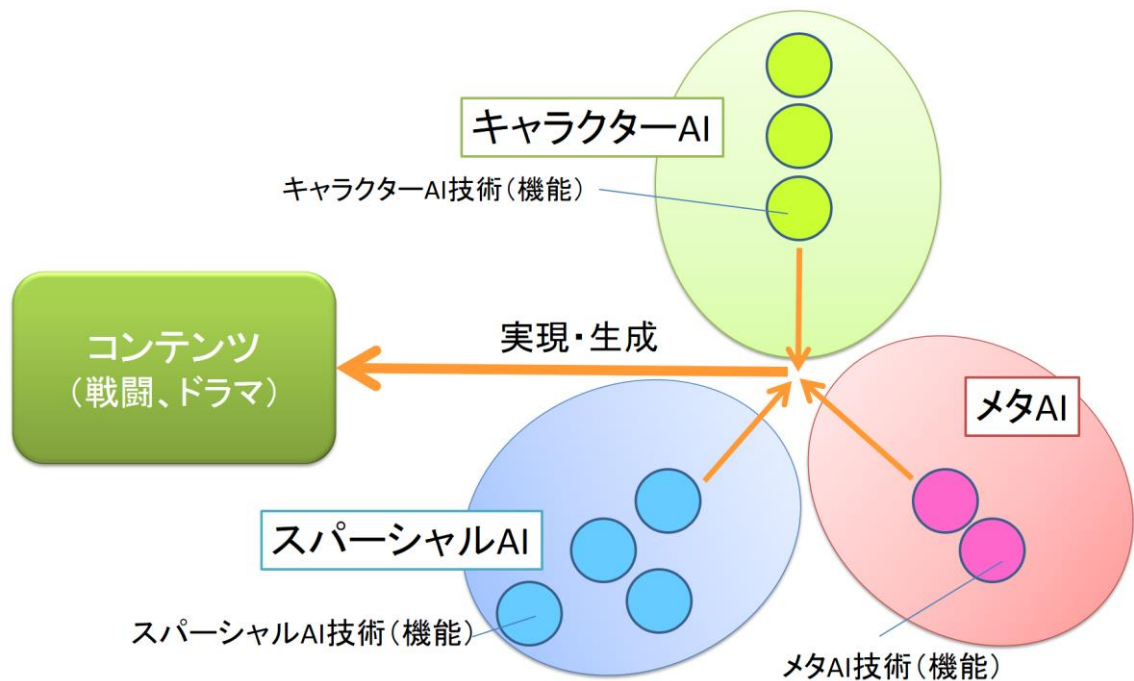 キャラクターAI
キャラクターAI技術（機能）
コンテンツ
（戦闘、ドラマ）
実現・生成
メタAI
スパーシャルAI
スパーシャルAI技術（機能）
メタAI技術（機能）